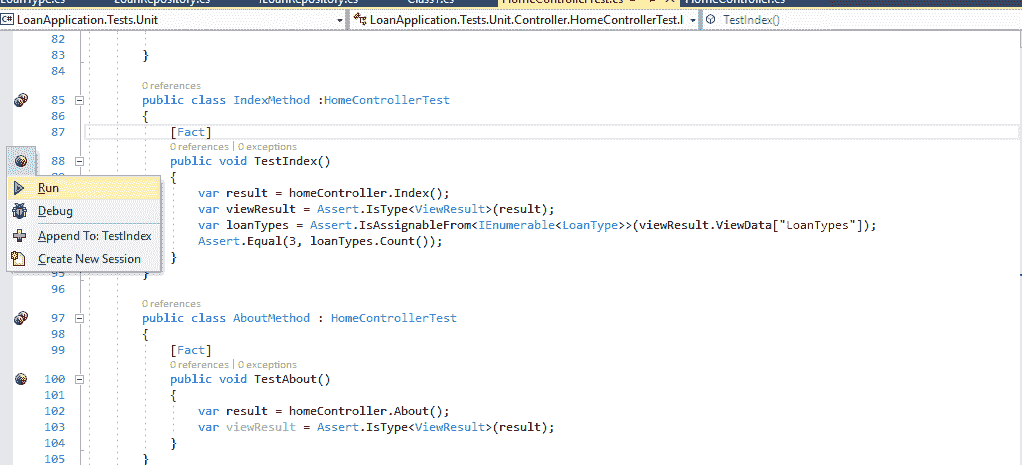 LoanType.cs ILoanRepository.cs Class1.cs HomeControllerTest.cs HomeController.cs
C# LoanApplication.Tests.Unit LoanApplication.Tests.Unit.Controller.HomeControllerTest.I TestIndex()
82
83 }
84
0 references
85 public class IndexMethod :HomeControllerTest
86 {
87 [Fact]
0 references | 0 exceptions
88 public void TestIndex()
{
Run
var result = homeController.Index();
Debug
var viewResult = Assert.IsType<ViewResult>(result);
var loanTypes = Assert.IsAssignableFrom<IEnumerable<LoanType>>(viewResult.ViewData["LoanTypes"]);
Append To: TestIndex
Assert.Equal(3, loanTypes.Count());
Create New Session
}
95 }
96
0 references
97 public class AboutMethod : HomeControllerTest
98 {
99 [Fact]
0 references | 0 exceptions
100 public void TestAbout()
101 {
102 var result = homeController.About();
103 var viewResult = Assert.IsType<ViewResult>(result);
104 }
105 }